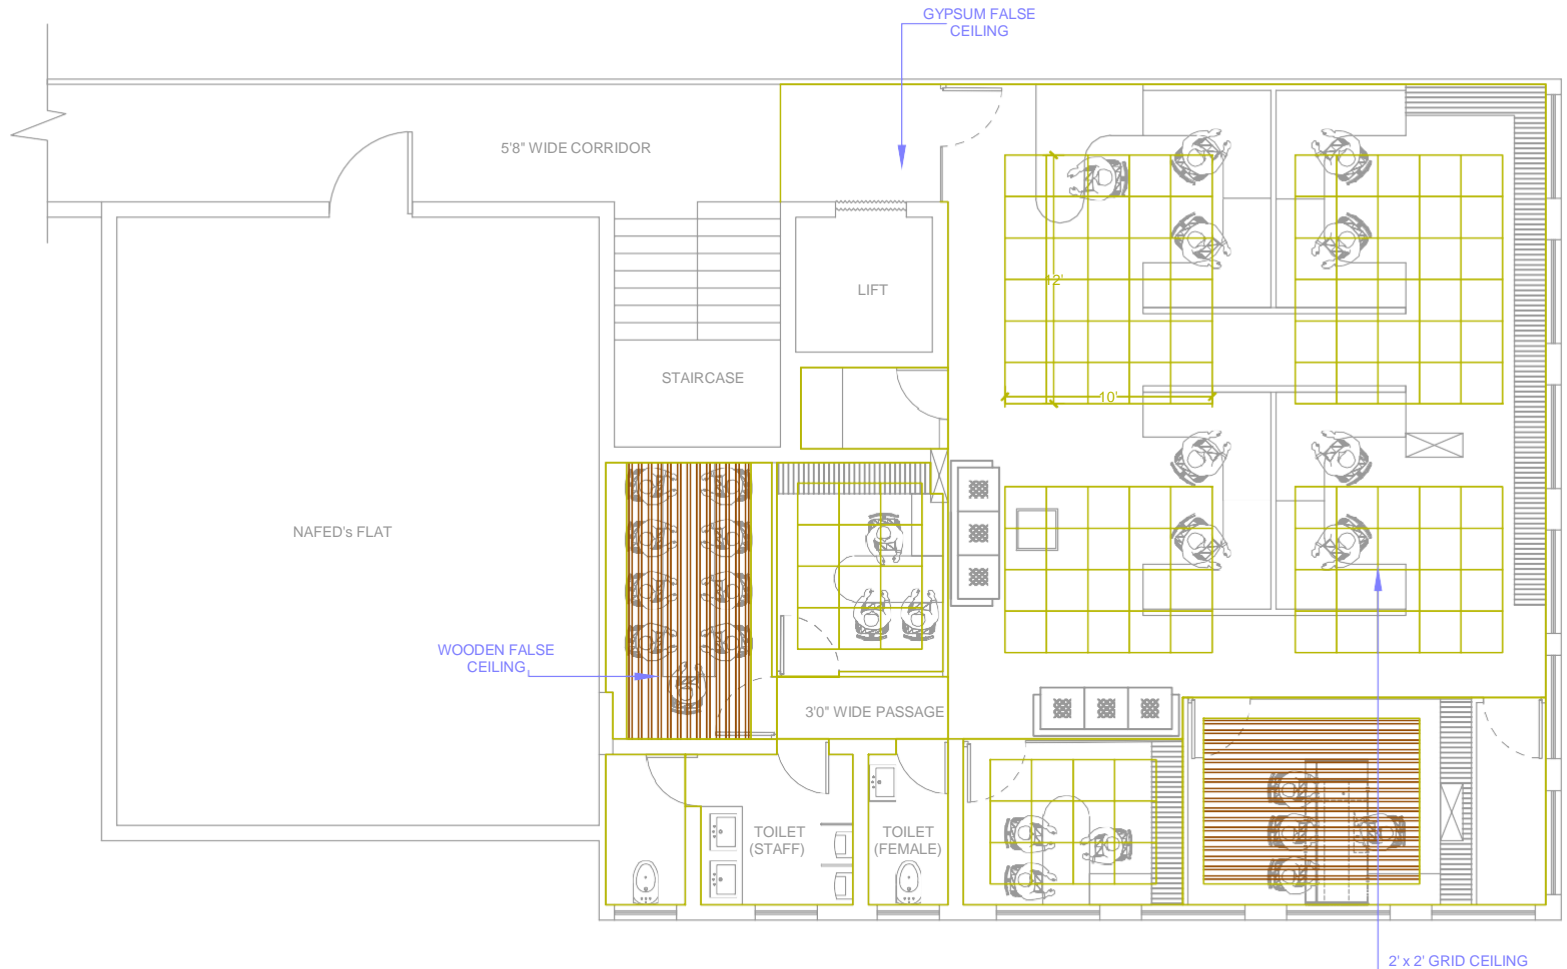 GYPSUM FALSE
CEILING
5'8" WIDE CORRIDOR
LIFT
12'
STAIRCASE
10'
NAFED's FLAT
WOODEN FALSE
CEILING
3'0" WIDE PASSAGE
TOILET
(STAFF)
TOILET
(FEMALE)
2' x 2' GRID CEILING